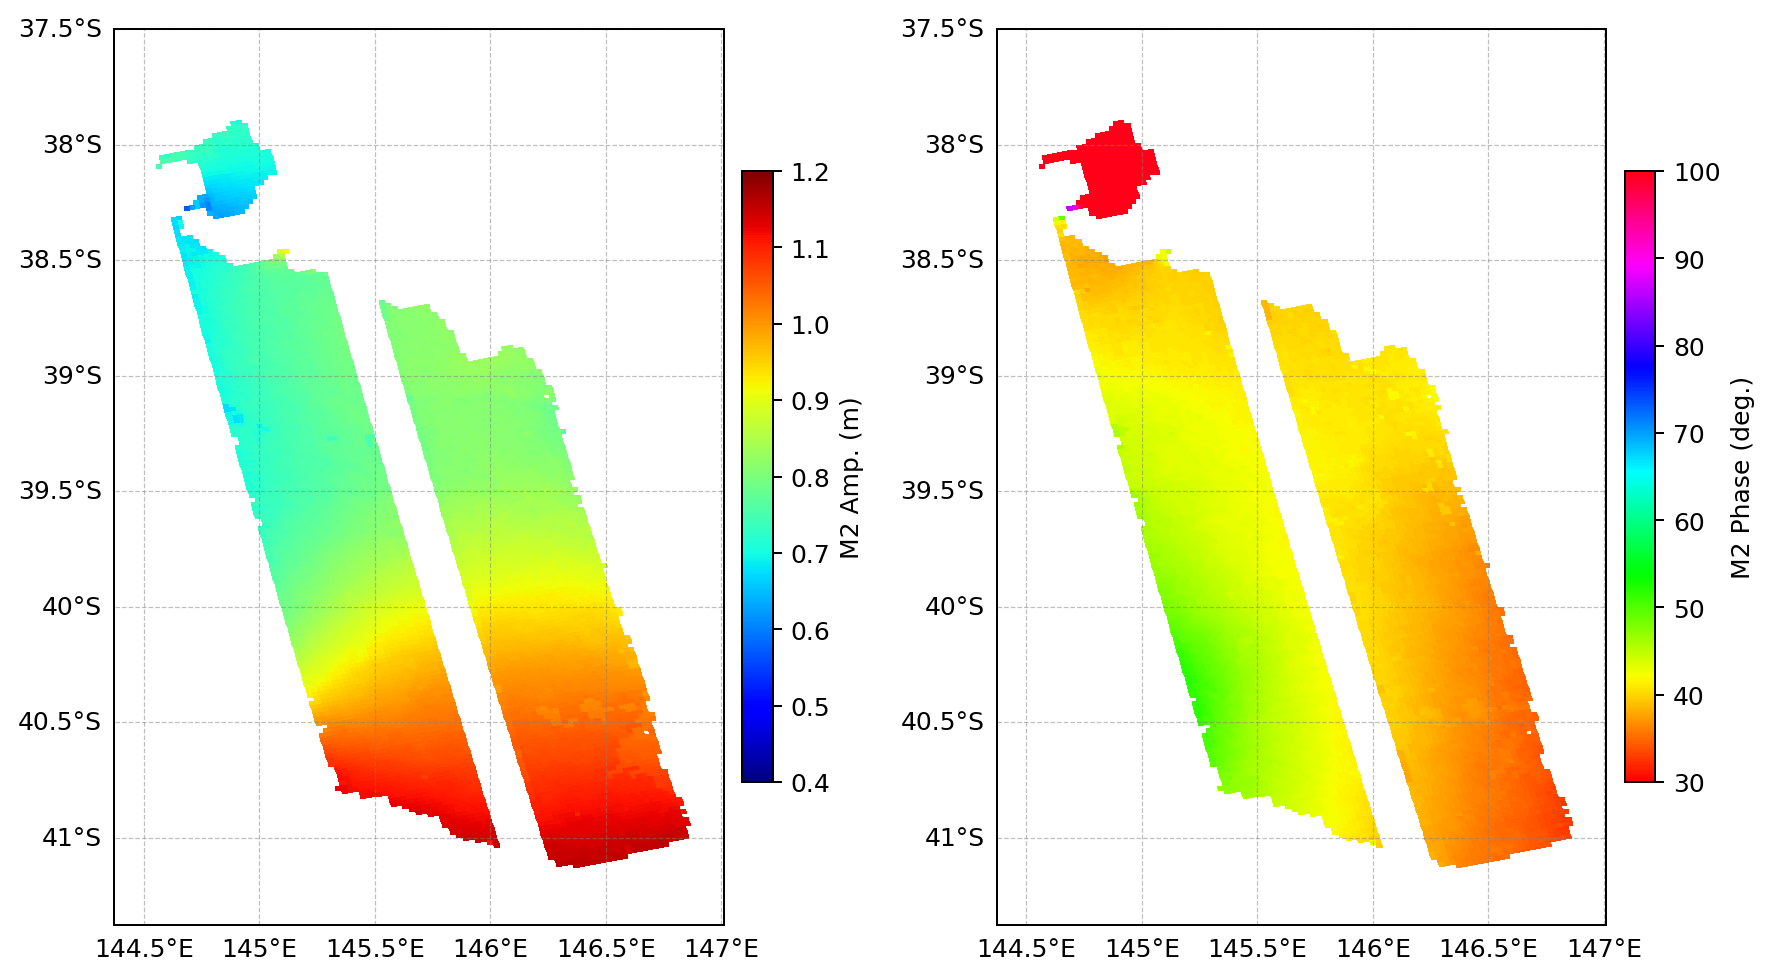 37.5°S
38°S
38.5°S
39°S
39.5°S
40°S
40.5°S
41°S
144.5°E 145°E 145.5°E 146°E 146.5°E 147°E
1.2
1.1
1.0
0.9
0.8
0.7
0.6
0.5
0.4
M2 Amp. (m)
37.5°S
38°S
38.5°S
39°S
39.5°S
40°S
40.5°S
41°S
144.5°E 145°E 145.5°E 146°E 146.5°E 147°E
100
90
80
70
60
50
40
30
M2 Phase (deg.)